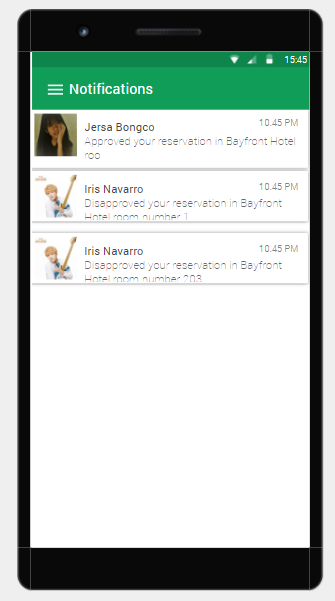 15:45
Notifications
Jersa Bongco
10.45 PM
Approved your reservation in Bayfront Hotel
roo
Iris Navarro
10.45 PM
Disapproved your reservation in Bayfront
Hotel room number 1
Iris Navarro
10.45 PM
Disapproved your reservation in Bayfront
Hotel room number 203